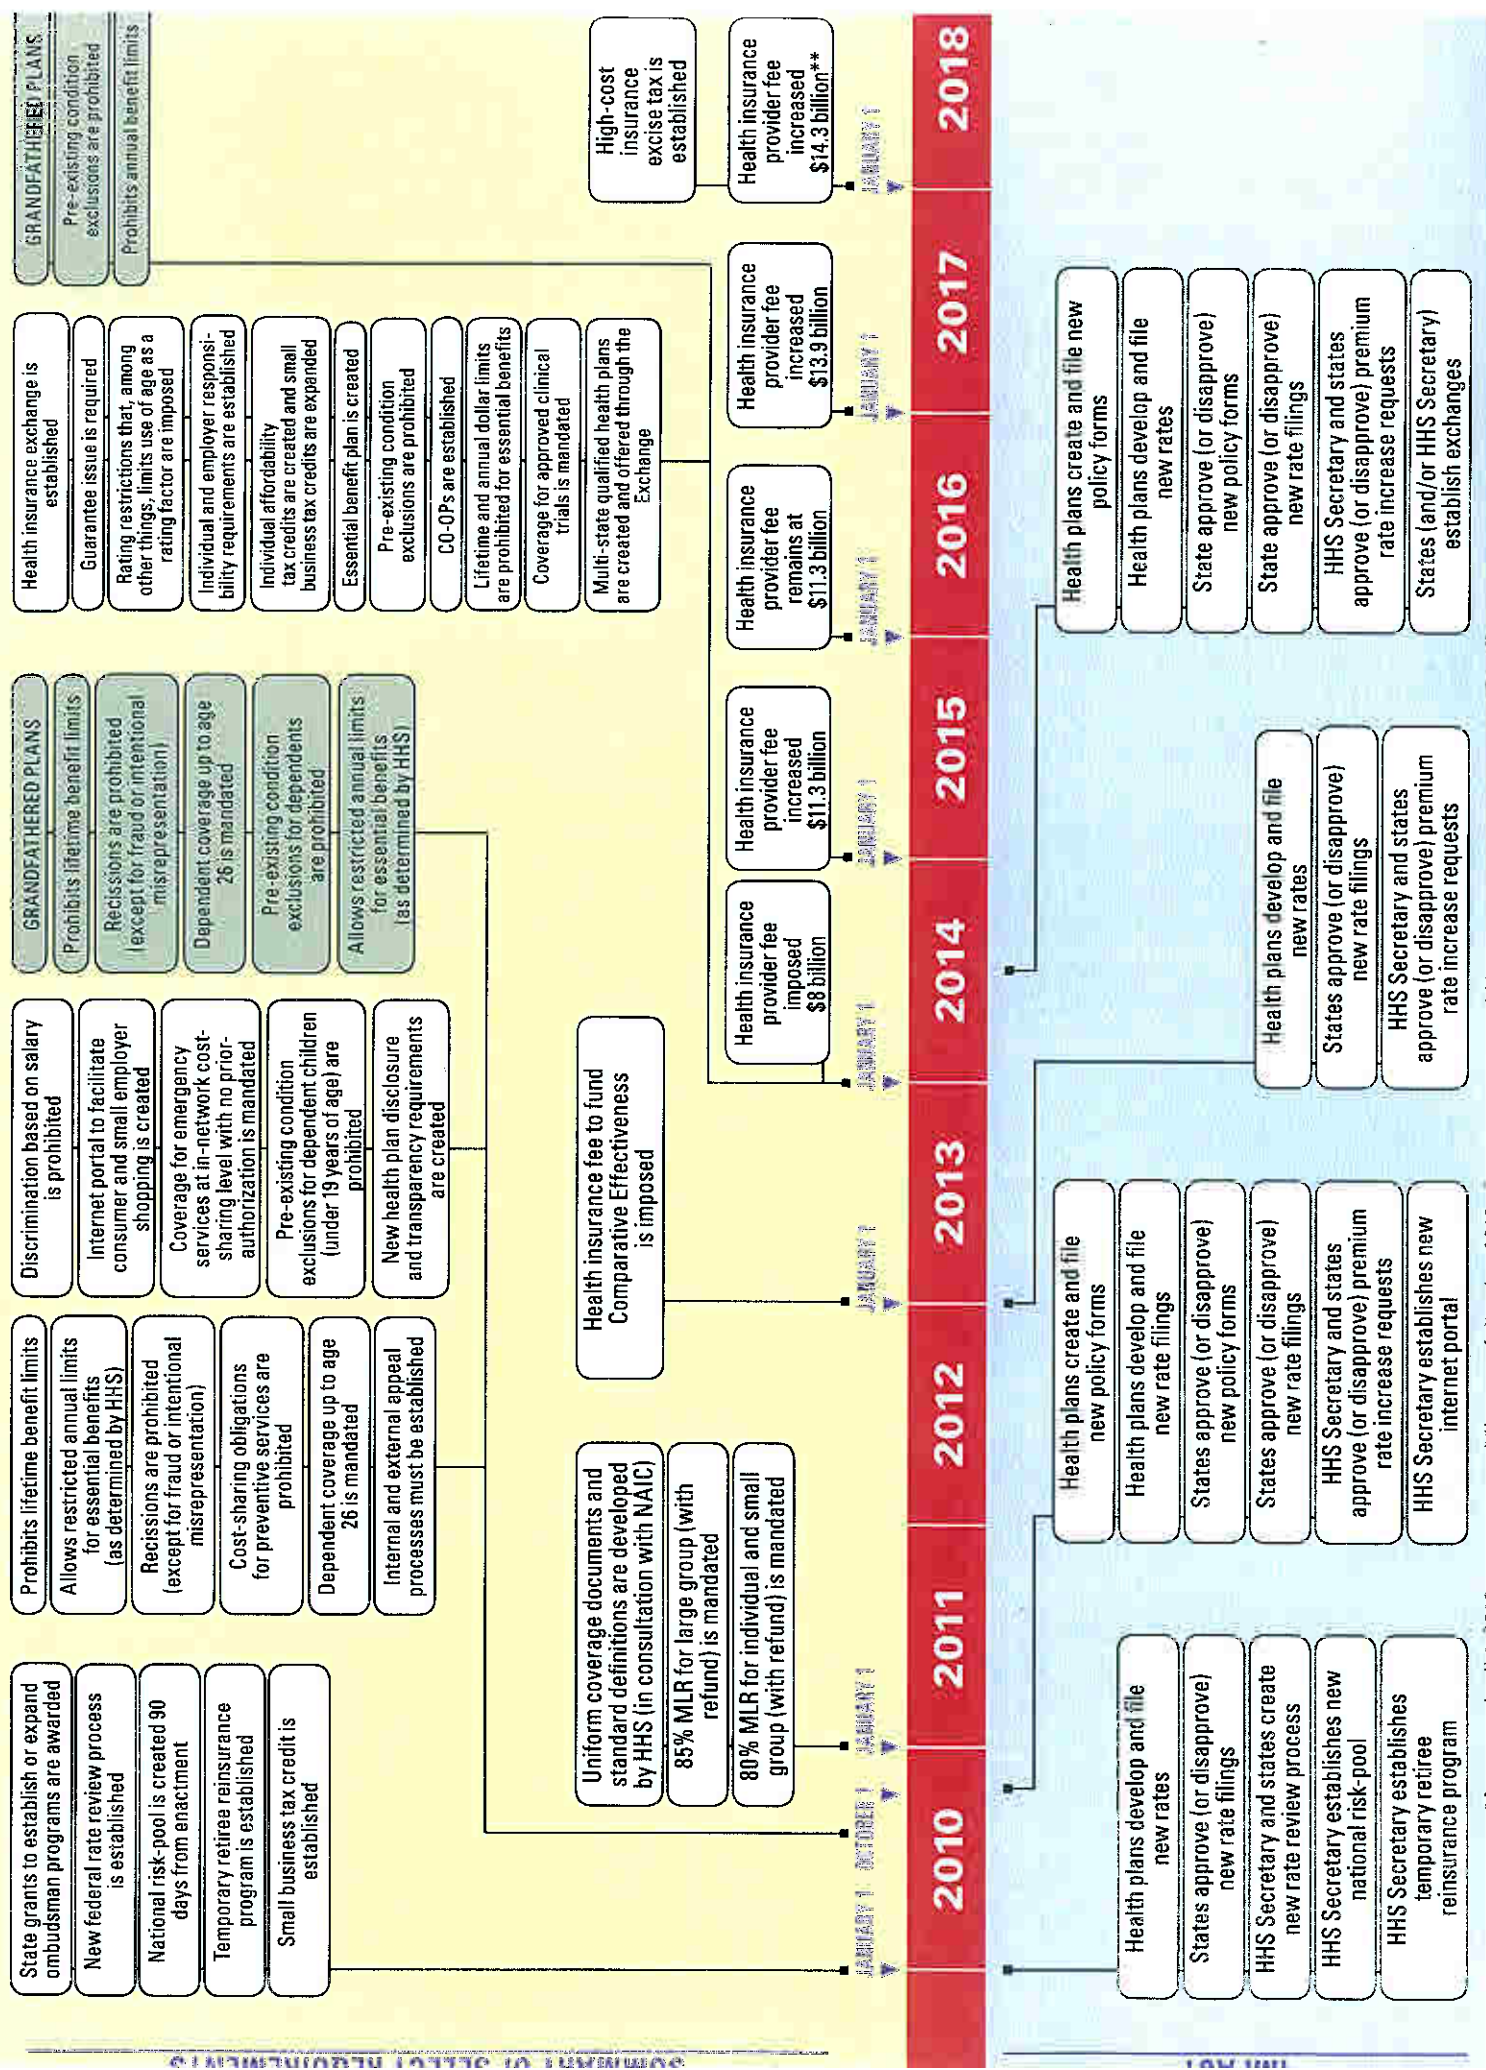 SUMMARY OF SELECT REQUIREMENTS
State grants to establish or expand
ombudsman programs are awarded
New federal rate review process
is established
National risk-pool is created 90
days from enactment
Temporary retiree reinsurance
program is established
Small business tax credit is
established
Prohibits lifetime benefit limits
Allows restricted annual limits
for essential benefits
(as determined by HHS)
Recissions are prohibited
(except for fraud or intentional
misrepresentation)
Cost-sharing obligations
for preventive services are
prohibited
Dependent coverage up to age
26 is mandated
Internal and external appeal
processes must be established
Discrimination based on salary
is prohibited
Internet portal to facilitate
consumer and small employer
shopping is created
Coverage for emergency
services at in-network cost-
sharing level with no prior-
authorization is mandated
Pre-existing condition
exclusions for dependent children
(under 19 years of age) are
prohibited
New health plan disclosure
and transparency requirements
are created
GRANDFATHERED PLANS
Prohibits lifetime benefit limits
Recissions are prohibited
(except for fraud or intentional
misrepresentation)
Dependent coverage up to age
26 is mandated
Pre-existing condition
exclusions for dependents
are prohibited
Allows restricted annual limits
for essential benefits
(as determined by HHS)
Health insurance exchange is
established
Guarantee issue is required
Rating restrictions that, among
other things, limits use of age as a
rating factor are imposed
Individual and employer responsi-
bility requirements are established
Individual affordability
tax credits are created and small
business tax credits are expanded
Essential benefit plan is created
Pre-existing condition
exclusions are prohibited
CO-OPs are established
Lifetime and annual dollar limits
are prohibited for essential benefits
Coverage for approved clinical
trials is mandated
Multi-state qualified health plans
are created and offered through the
Exchange
GRANDFATHERED PLANS
Pre-existing condition
exclusions are prohibited
Prohibits annual benefit limits
Uniform coverage documents and
standard definitions are developed
by HHS (in consultation with NAIC)
85% MLR for large group (with
refund) is mandated
80% MLR for individual and small
group (with refund) is mandated
Health insurance fee to fund
Comparative Effectiveness
is imposed
Health insurance
provider fee
imposed
$8 billion
Health insurance
provider fee
increased
$11.3 billion
Health insurance
provider fee
remains at
$11.3 billion
Health insurance
provider fee
increased
$13.9 billion
High-cost
insurance
excise tax is
established
Health insurance
provider fee
increased
$14.3 billion**
JANUARY 1 OCTOBER 1 JANUARY 1 JANUARY 1 JANUARY 1 JANUARY 1 JANUARY 1 JANUARY 1 JANUARY 1
2010 2011 2012 2013 2014 2015 2016 2017 2018
Health plans develop and file
new rates
States approve (or disapprove)
new rate filings
HHS Secretary and states create
new rate review process
HHS Secretary establishes new
national risk-pool
HHS Secretary establishes
temporary retiree
reinsurance program
Health plans create and file
new policy forms
Health plans develop and file
new rate filings
States approve (or disapprove)
new policy forms
States approve (or disapprove)
new rate filings
HHS Secretary and states
approve (or disapprove) premium
rate increase requests
HHS Secretary establishes new
internet portal
Health plans develop and file
new rates
States approve (or disapprove)
new rate filings
HHS Secretary and states
approve (or disapprove) premium
rate increase requests
Health plans create and file new
policy forms
Health plans develop and file
new rates
State approve (or disapprove)
new policy forms
State approve (or disapprove)
new rate filings
HHS Secretary and states
approve (or disapprove) premium
rate increase requests
States (and/or HHS Secretary)
establish exchanges